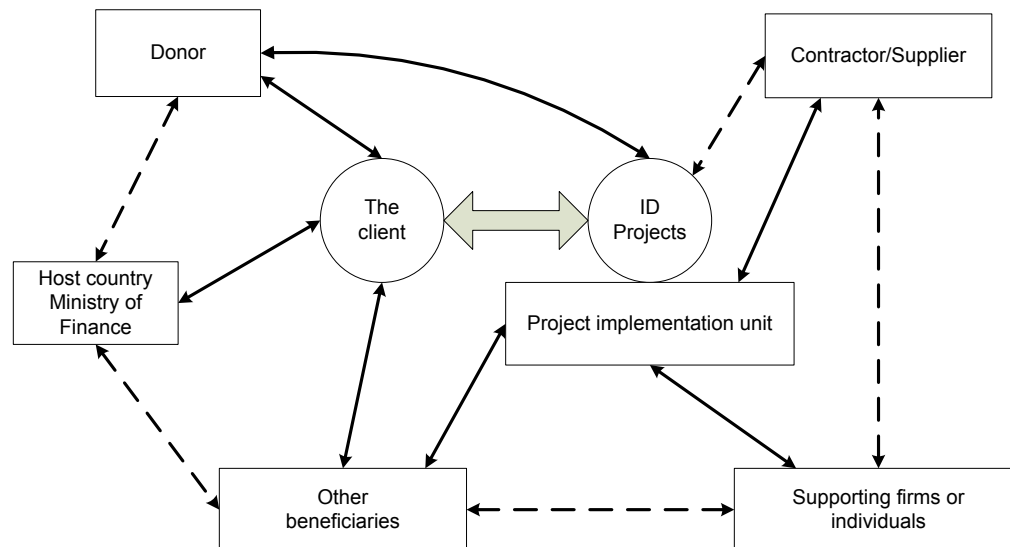 Donor
Contractor/Supplier
The
client
ID
Projects
Host country
Ministry of
Finance
Project implementation unit
Other
beneficiaries
Supporting firms or
individuals